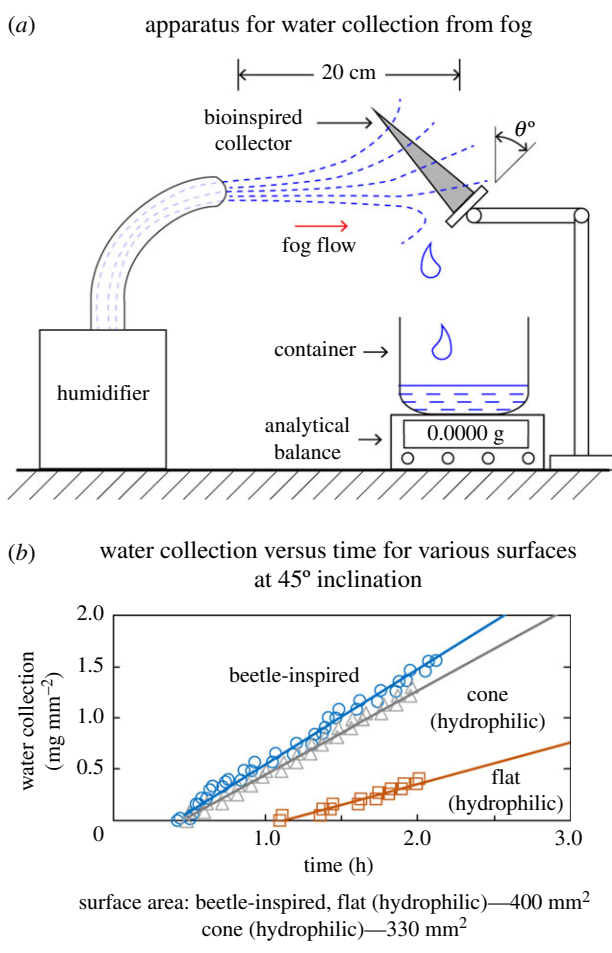 (a) apparatus for water collection from fog
20 cm
bioinspired
collector
θº
fog flow
container
humidifier
analytical
balance
0.0000 g
(b) water collection versus time for various surfaces
at 45º inclination
water collection
(mg mm⁻²)
2.0
1.5
1.0
0.5
0
beetle-inspired
cone
(hydrophilic)
flat
(hydrophilic)
1.0 2.0 3.0
time (h)
surface area: beetle-inspired, flat (hydrophilic)—400 mm²
cone (hydrophilic)—330 mm²